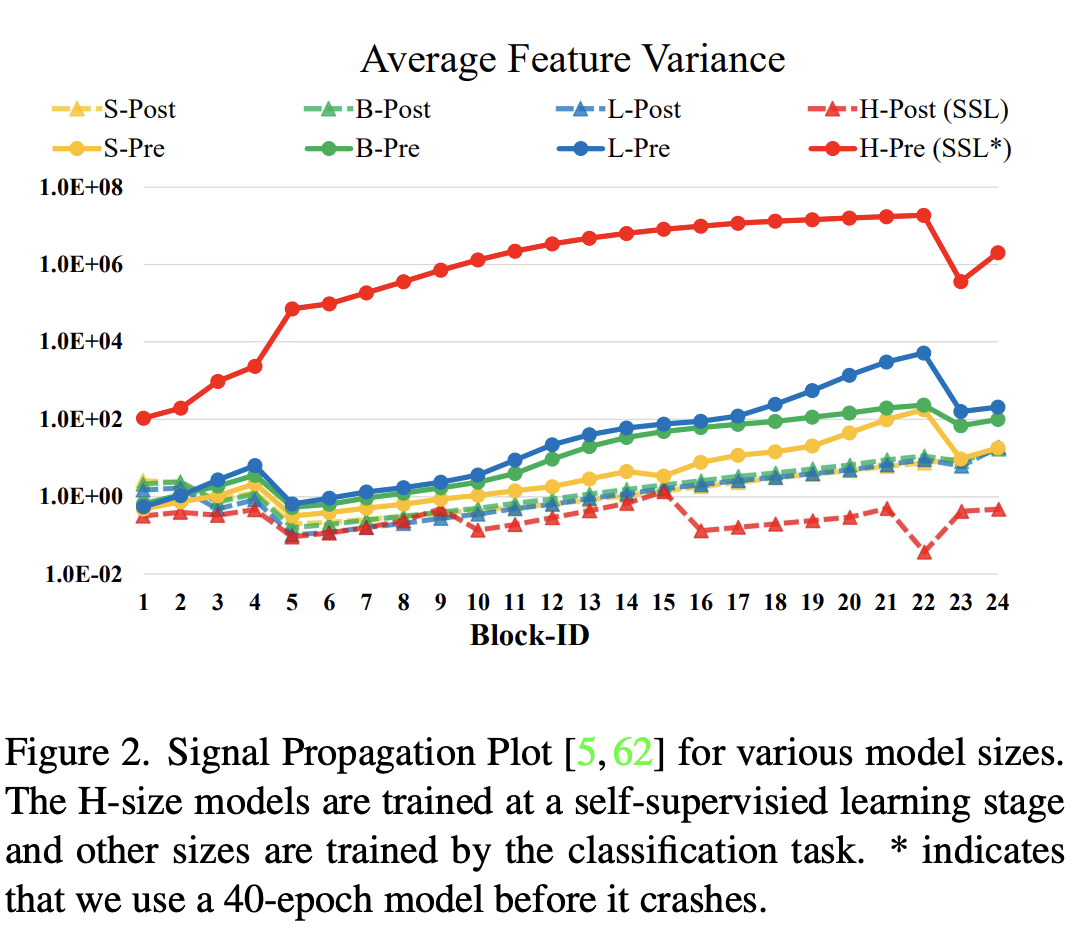 Average Feature Variance
S-Post B-Post L-Post H-Post (SSL)
S-Pre B-Pre L-Pre H-Pre (SSL*)
1.0E+08
1.0E+06
1.0E+04
1.0E+02
1.0E+00
1.0E-02
1 2 3 4 5 6 7 8 9 10 11 12 13 14 15 16 17 18 19 20 21 22 23 24
Block-ID
Figure 2. Signal Propagation Plot [5, 62] for various model sizes.
The H-size models are trained at a self-supervisied learning stage
and other sizes are trained by the classification task. * indicates
that we use a 40-epoch model before it crashes.